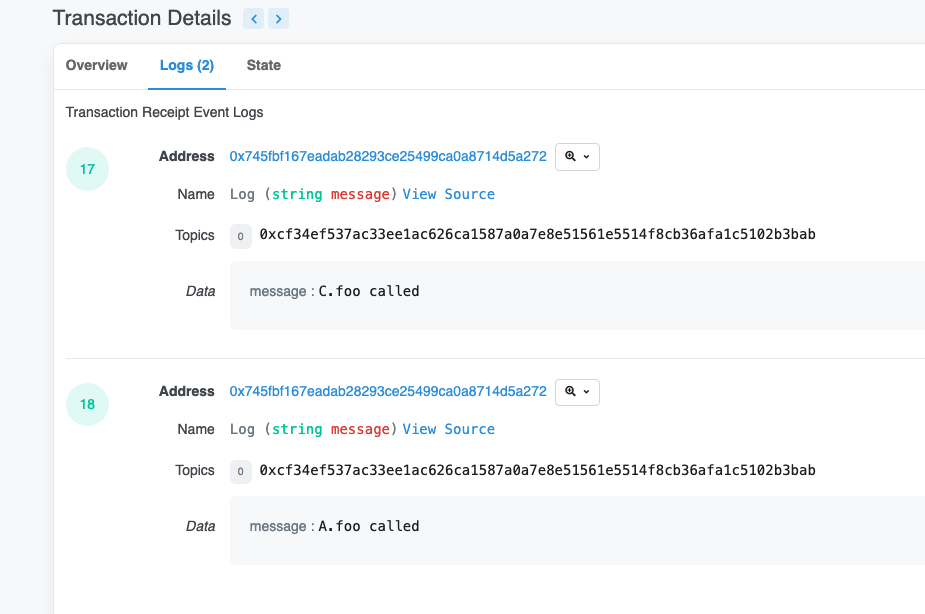 Transaction Details
Overview Logs (2) State
Transaction Receipt Event Logs
17
Address 0x745fbf167eadab28293ce25499ca0a8714d5a272
Name Log (string message) View Source
Topics 0 0xcf34ef537ac33ee1ac626ca1587a0a7e8e51561e5514f8cb36afa1c5102b3bab
Data message : C.foo called
18
Address 0x745fbf167eadab28293ce25499ca0a8714d5a272
Name Log (string message) View Source
Topics 0 0xcf34ef537ac33ee1ac626ca1587a0a7e8e51561e5514f8cb36afa1c5102b3bab
Data message : A.foo called